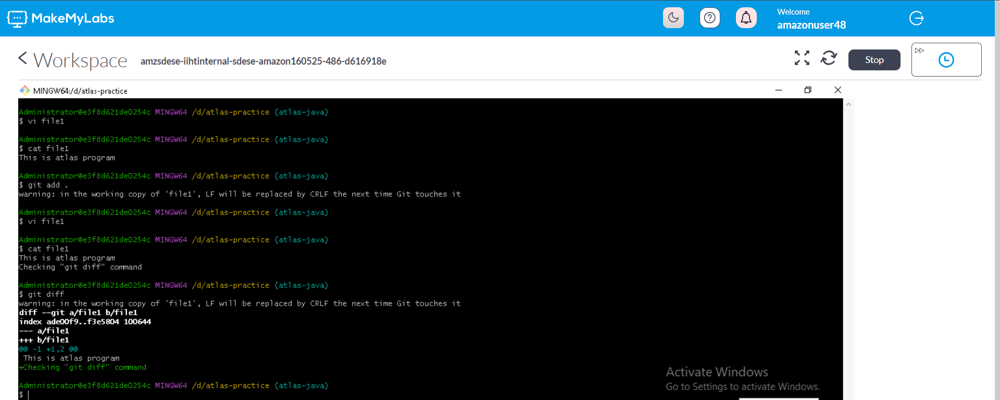 MakeMyLabs
Welcome
amazonuser48
Workspace amzsdese-iihtinternal-sdese-amazon160525-486-d616918e
Stop
MINGW64:/d/atlas-practice
Administrator@e3f8d621de0254c MINGW64 /d/atlas-practice (atlas-java)
$ vi file1
Administrator@e3f8d621de0254c MINGW64 /d/atlas-practice (atlas-java)
$ cat file1
This is atlas program
Administrator@e3f8d621de0254c MINGW64 /d/atlas-practice (atlas-java)
$ git add .
warning: in the working copy of 'file1', LF will be replaced by CRLF the next time Git touches it
Administrator@e3f8d621de0254c MINGW64 /d/atlas-practice (atlas-java)
$ vi file1
Administrator@e3f8d621de0254c MINGW64 /d/atlas-practice (atlas-java)
$ cat file1
This is atlas program
Checking "git diff" command
Administrator@e3f8d621de0254c MINGW64 /d/atlas-practice (atlas-java)
$ git diff
warning: in the working copy of 'file1', LF will be replaced by CRLF the next time Git touches it
diff --git a/file1 b/file1
index ade00f9..f3e5804 100644
--- a/file1
+++ b/file1
@@ -1 +1,2 @@
 This is atlas program
+Checking "git diff" command
Administrator@e3f8d621de0254c MINGW64 /d/atlas-practice (atlas-java)
$
Activate Windows
Go to Settings to activate Windows.